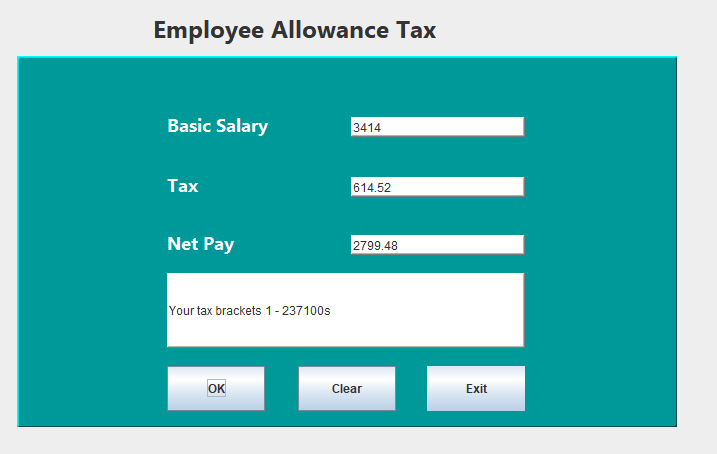 Employee Allowance Tax
Basic Salary 3414
Tax 614.52
Net Pay 2799.48
Your tax brackets 1 - 237100s
OK Clear Exit